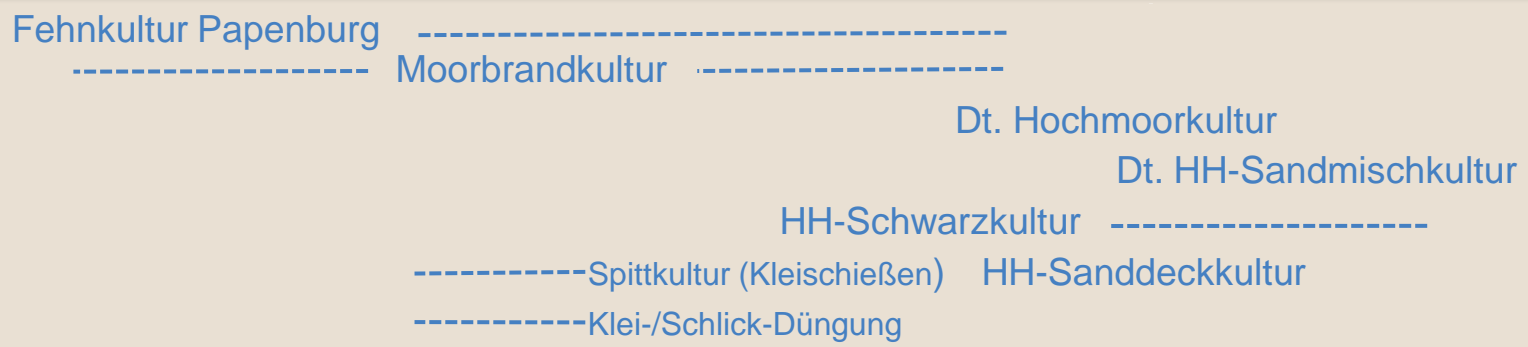 Fehnkultur Papenburg --------------------------------
----------------- Moorbrandkultur -----------------
Dt. Hochmoorkultur
Dt. HH-Sandmischkultur
HH-Schwarzkultur --------------------
----------Spittkultur (Kleischießen) HH-Sanddeckkultur
----------Klei-/Schlick-Düngung